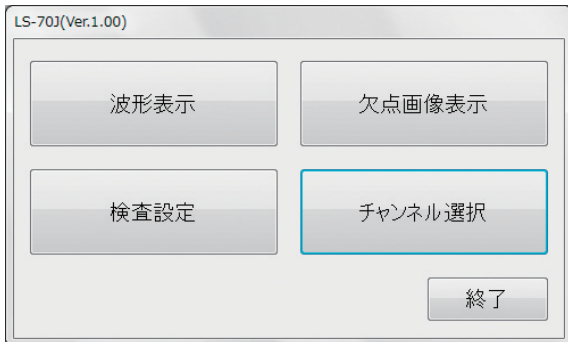 LS-70J(Ver.1.00)
波形表示
欠点画像表示
検査設定
チャンネル選択
終了